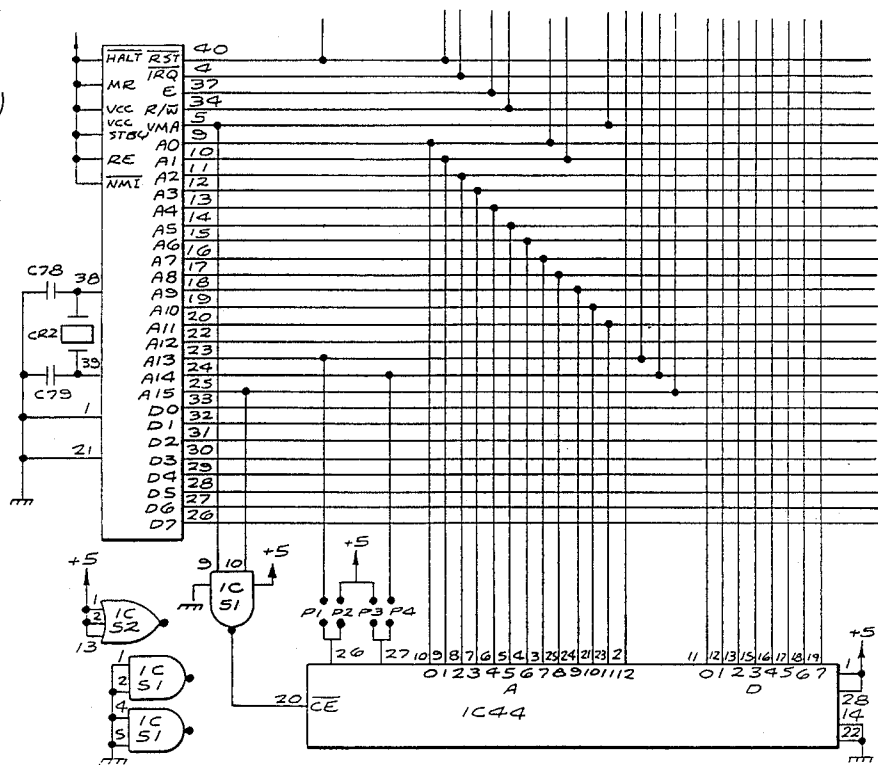 HALT RST 40
IRQ 4
MR E 37
VCC R/W 34
VCC VMA 5
STBY 9
A0 10
RE A1 11
NMI A2 12
A3 13
A4 14
A5 15
A6 16
A7 17
A8 18
C78 38 A9 19
A10 20
CR2 A11 22
A12 23
39 A13 24
C79 A14 25
A15 33
1 D0 32
D1 31
D2 30
21 D3 29
D4 28
D5 27
D6 26
D7
9 10 +5 +5
+5 IC
51
1 IC P1 P2 P3 P4
2 52
13 26 27 10 9 8 7 6 5 4 3 25 24 21 23 2 11 12 13 15 16 17 18 19 +5
1 IC 0 1 2 3 4 5 6 7 8 9 10 11 12 0 1 2 3 4 5 6 7 1
2 51 A D
20 CE IC44 28
4 IC 14
5 51 22